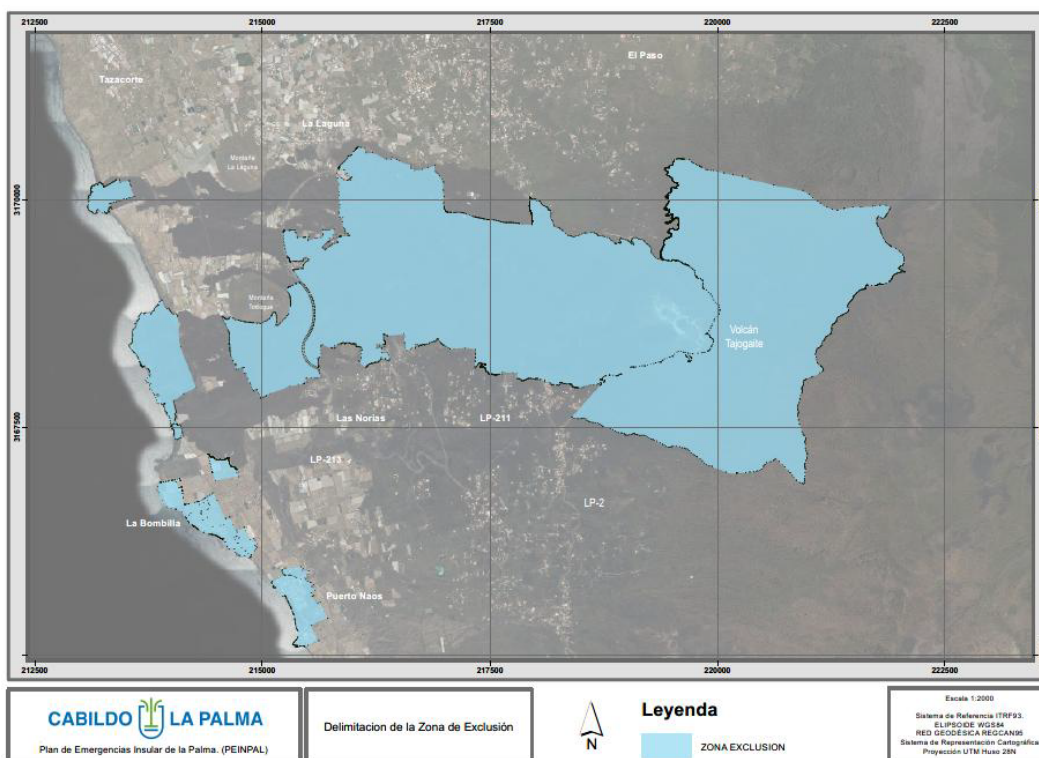 212500 215000 217500 220000 222500
El Paso
Tazacorte
La Laguna
Montaña
La Laguna
3170000
3170000
Montaña
Todoque
Volcán
Tajogaite
Las Norias
LP-211
3167500
3167500
LP-213
LP-2
La Bombilla
Puerto Naos
212500 215000 217500 220000 222500
CABILDO LA PALMA
Plan de Emergencias Insular de la Palma. (PEINPAL)
Delimitacion de la Zona de Exclusión
N
Leyenda
ZONA EXCLUSION
Escala 1:2000
Sistema de Referencia ITRF93.
ELIPSOIDE WGS84
RED GEODÉSICA REGCAN95
Sistema de Representación Cartográfica
Proyección UTM Huso 28N